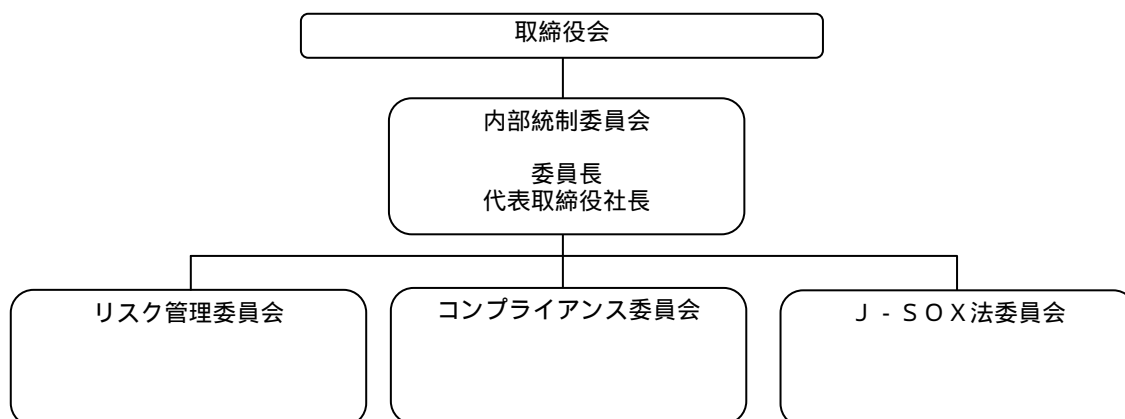 取締役会
内部統制委員会
委員長
代表取締役社長
リスク管理委員会
コンプライアンス委員会
Ｊ‐ＳＯＸ法委員会